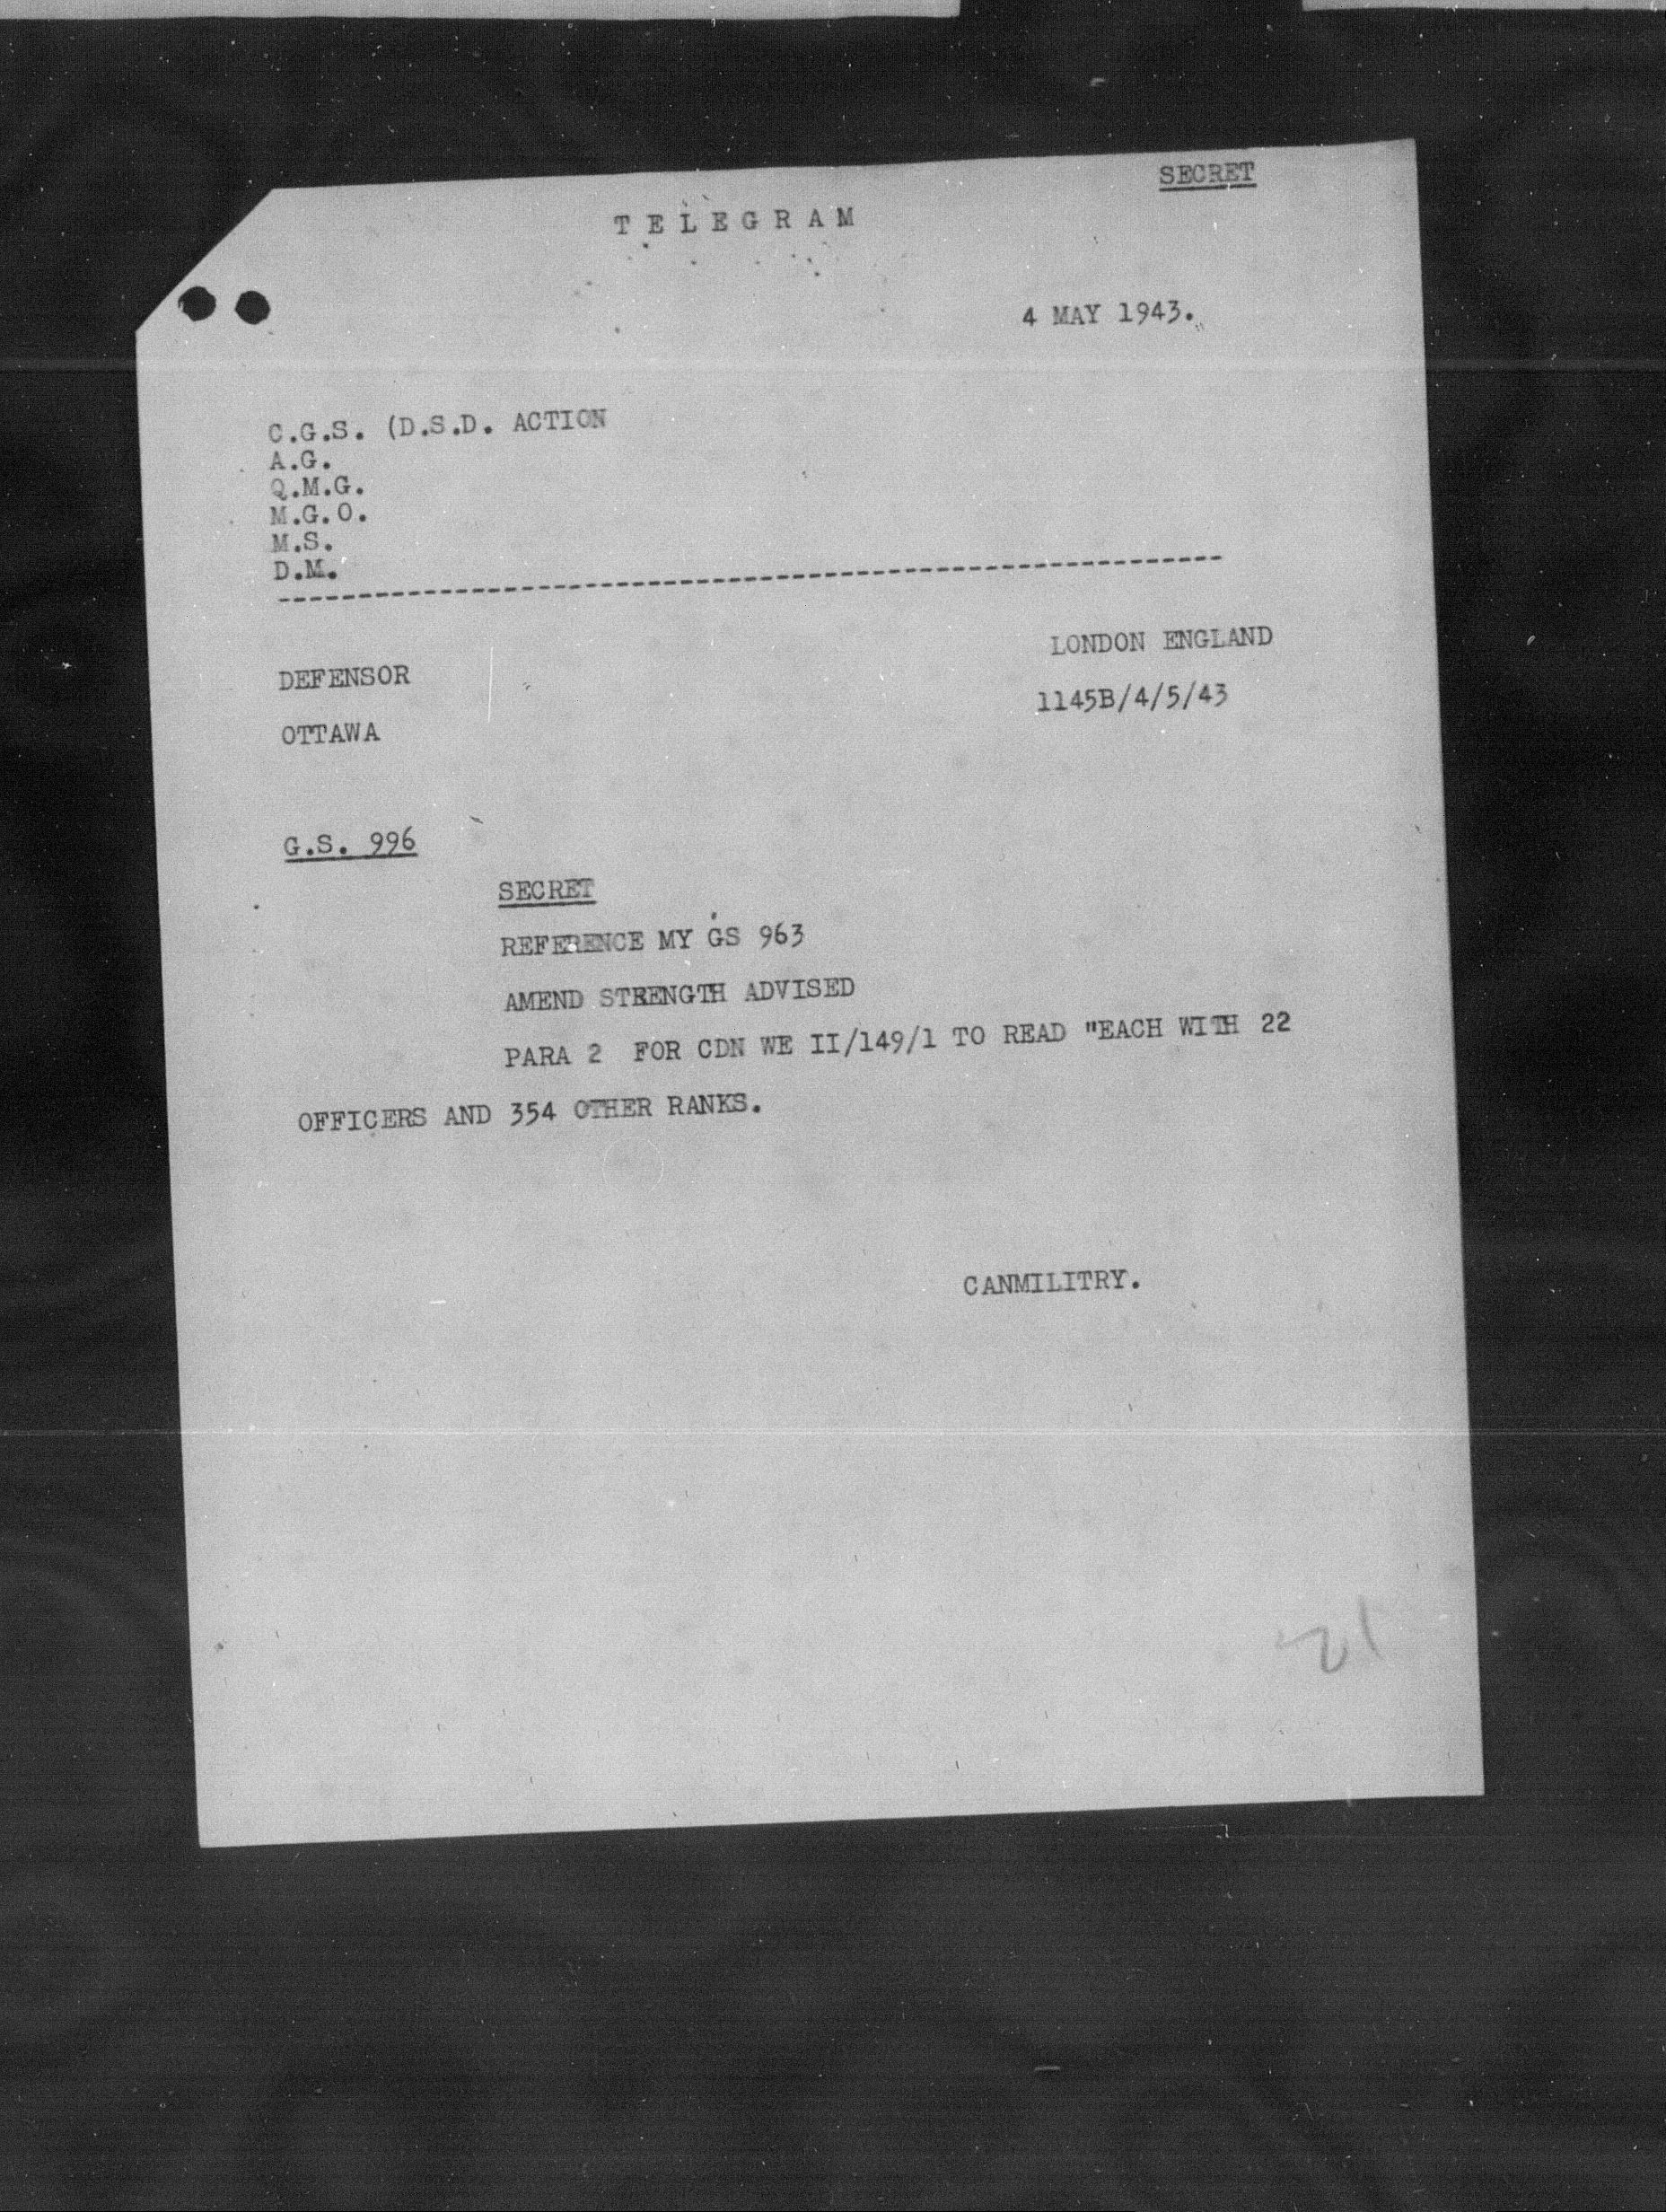 SECRET
T E L E G R A M
4 MAY 1943.
C.G.S. (D.S.D. ACTION
A.G.
Q.M.G.
M.G.O.
M.S.
D.M.
------------------------------------------------------------
LONDON ENGLAND
DEFENSOR
1145B/4/5/43
OTTAWA
G.S. 996
SECRET
REFERENCE MY GS 963
AMEND STRENGTH ADVISED
PARA 2 FOR CDN WE II/149/1 TO READ "EACH WITH 22
OFFICERS AND 354 OTHER RANKS.
CANMILITRY.